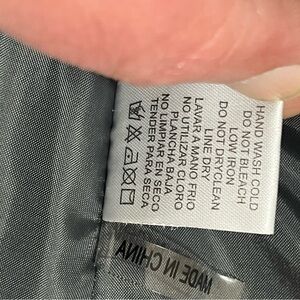 HAND WASH COLD
DO NOT BLEACH
LOW IRON
DO NOT DRYCLEAN
LINE DRY
LAVAR A MANO FRIO
NO UTILIZAR CLORO
PLANCHA BAJA
NO LIMPIAR EN SECO
TENDER PARA SECA
MADE IN CHINA